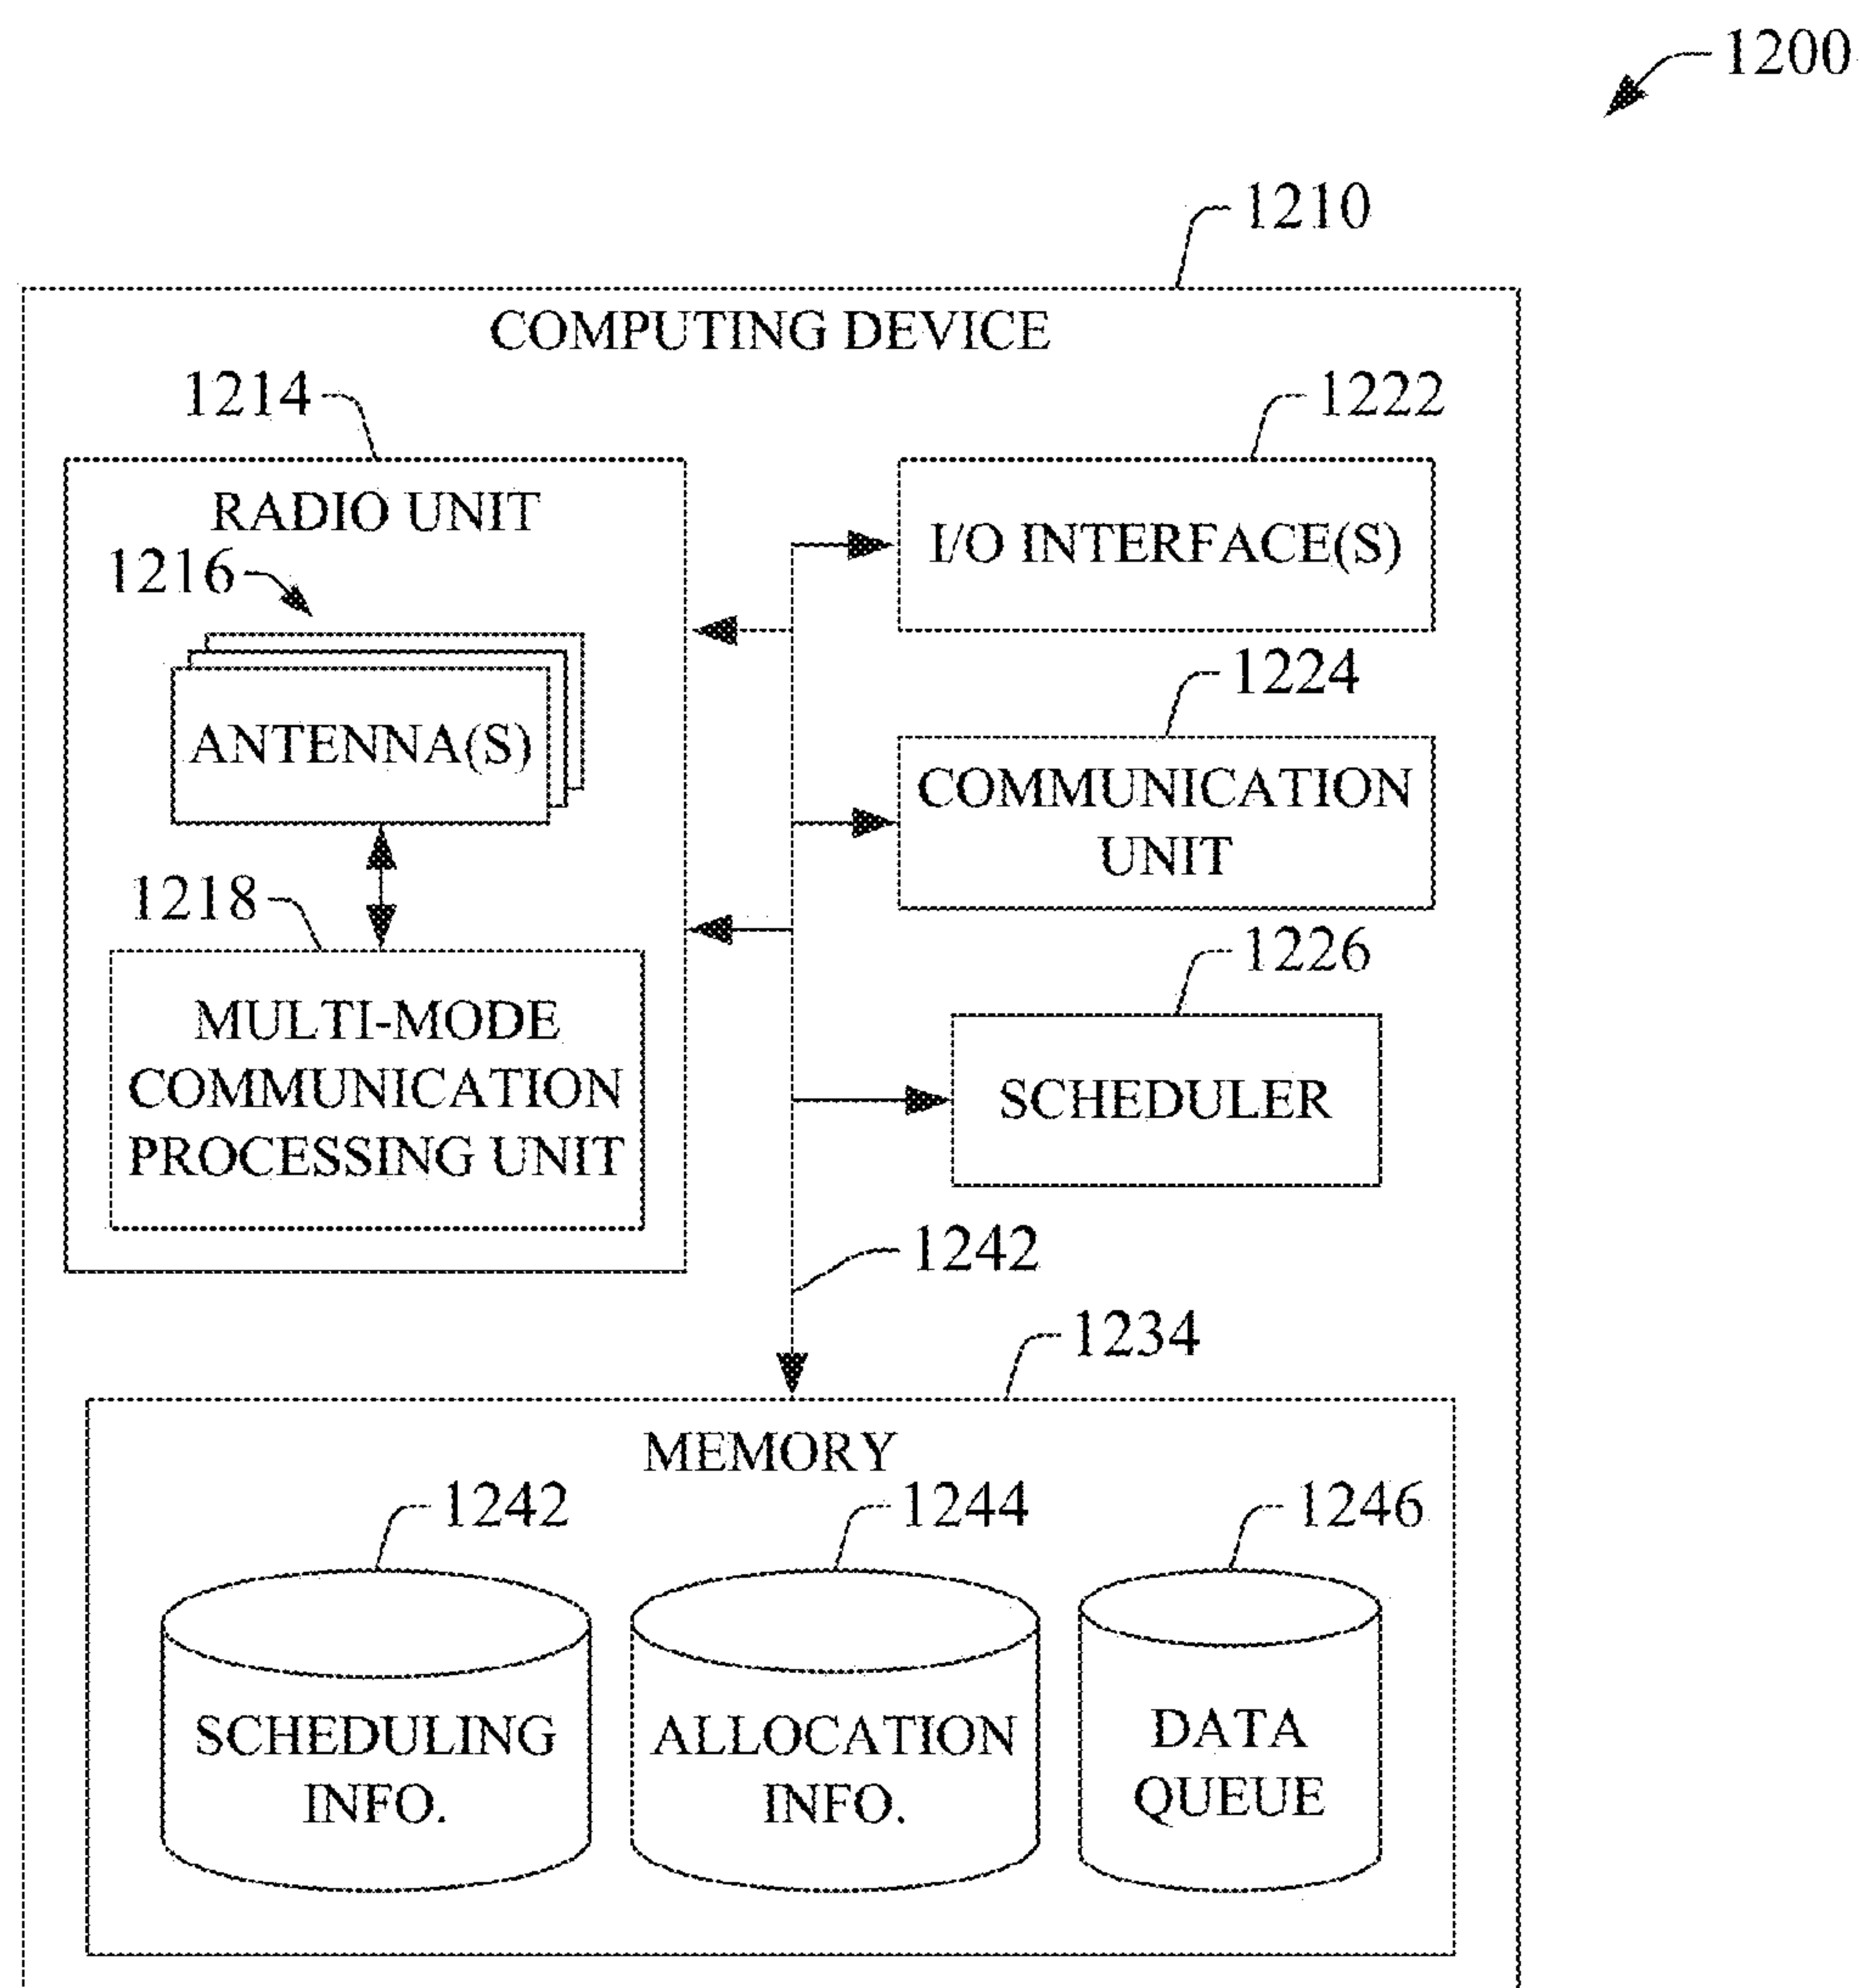 1200
1210
COMPUTING DEVICE
1214
1222
RADIO UNIT
I/O INTERFACE(S)
1216
ANTENNA(S)
1224
COMMUNICATION
UNIT
1218
1226
MULTI-MODE
COMMUNICATION
PROCESSING UNIT
SCHEDULER
1242
1234
MEMORY
1242
1244
1246
SCHEDULING
INFO.
ALLOCATION
INFO.
DATA
QUEUE